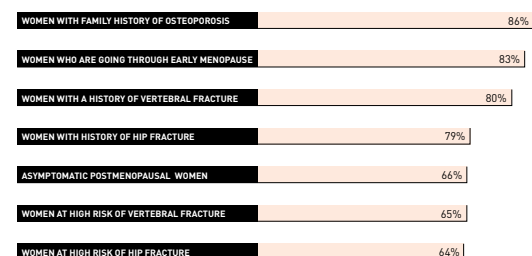 WOMEN WITH FAMILY HISTORY OF OSTEOPOROSIS 86%
WOMEN WHO ARE GOING THROUGH EARLY MENOPAUSE 83%
WOMEN WITH A HISTORY OF VERTEBRAL FRACTURE 80%
WOMEN WITH HISTORY OF HIP FRACTURE 79%
ASYMPTOMATIC POSTMENOPAUSAL WOMEN 66%
WOMEN AT HIGH RISK OF VERTEBRAL FRACTURE 65%
WOMEN AT HIGH RISK OF HIP FRACTURE 64%